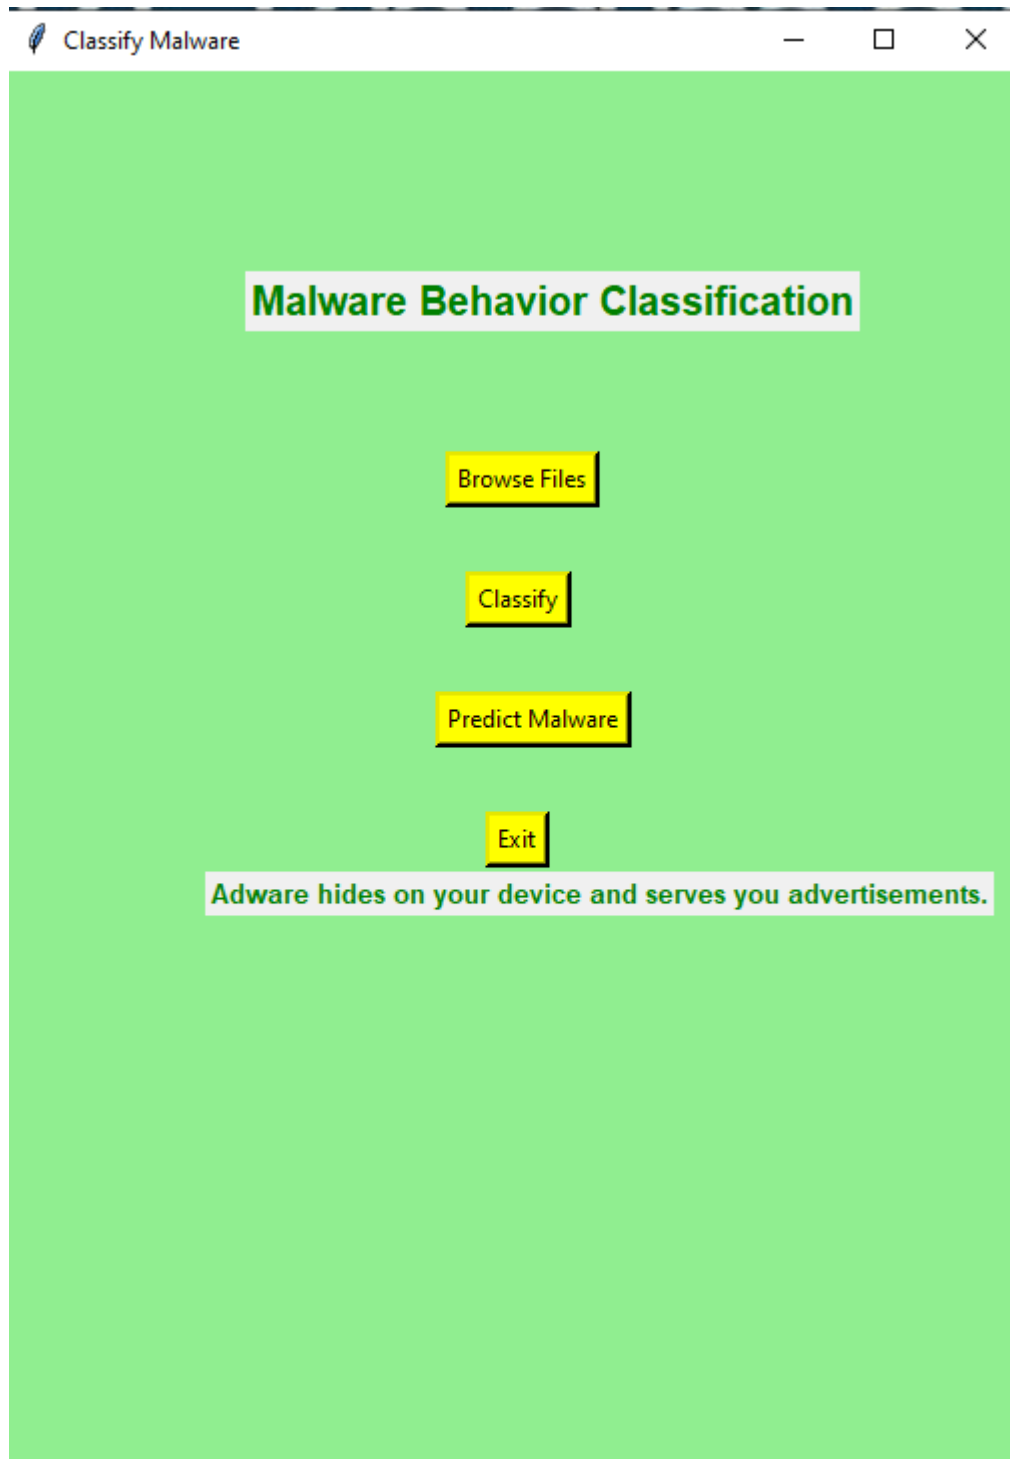 Classify Malware
Malware Behavior Classification
Browse Files
Classify
Predict Malware
Exit
Adware hides on your device and serves you advertisements.